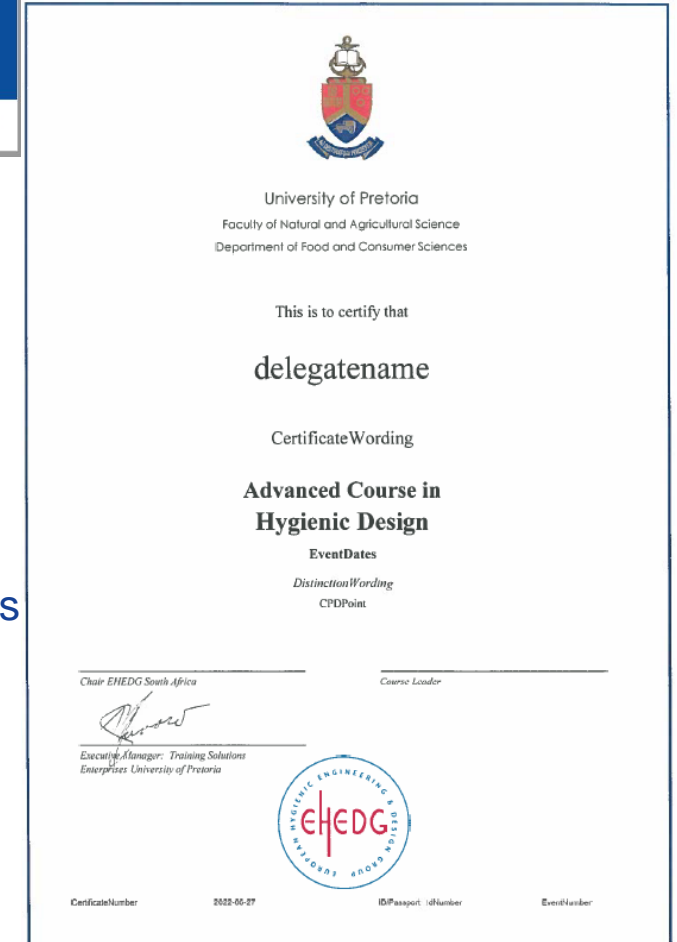 University of Pretoria
Faculty of Natural and Agricultural Science
Department of Food and Consumer Sciences
This is to certify that
delegatename
CertificateWording
Advanced Course in
Hygienic Design
EventDates
DistinctionWording
CPDPoint
s
Chair EHEDG South Africa
Course Leader
Executive Manager: Training Solutions
Enterprises University of Pretoria
EUROPEAN HYGIENIC ENGINEERING & DESIGN GROUP
EHEDG
CertificateNumber 2022-06-27 ID/Passport IdNumber EventNumber